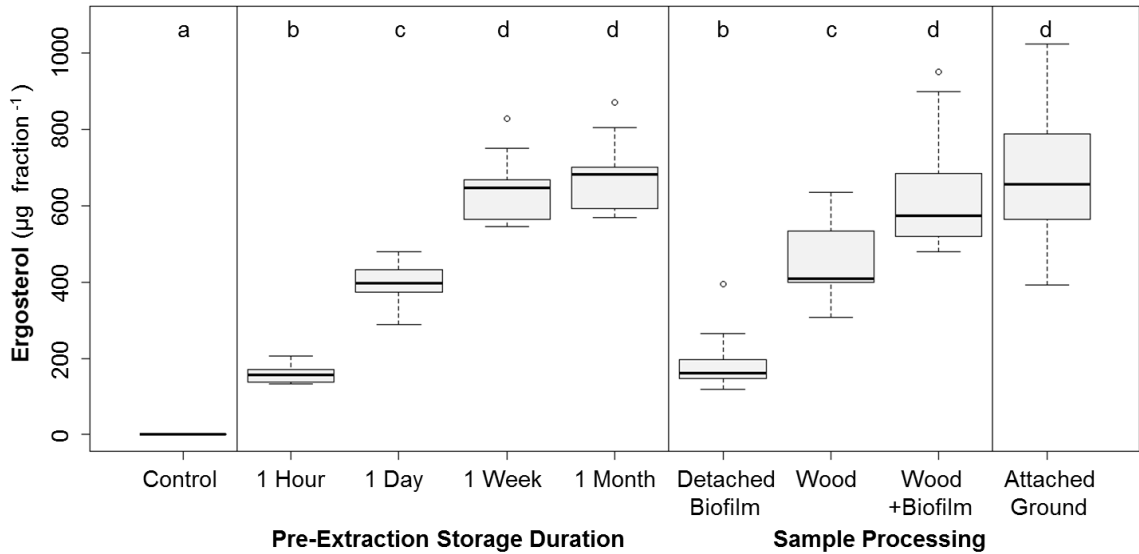 a b c d d b c d d
Ergosterol (µg fraction⁻¹)
1000
800
600
400
200
0
Control 1 Hour 1 Day 1 Week 1 Month Detached Wood Wood Attached
Biofilm +Biofilm Ground
Pre-Extraction Storage Duration Sample Processing